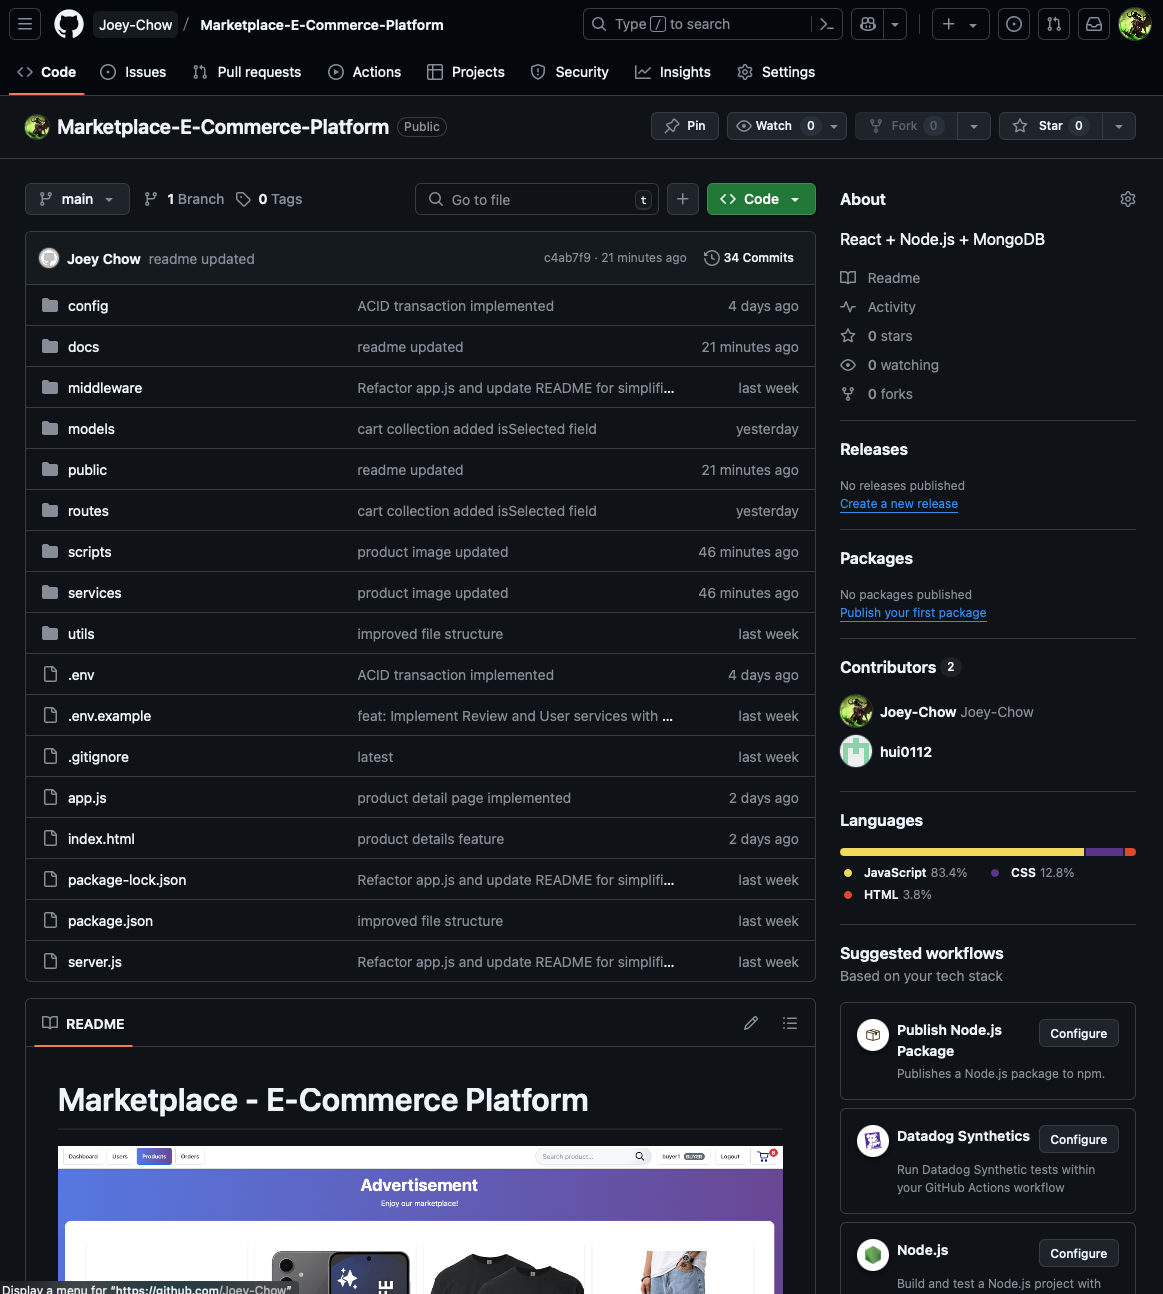 Joey-Chow / Marketplace-E-Commerce-Platform
Type / to search
Code
Issues
Pull requests
Actions
Projects
Security
Insights
Settings
Marketplace-E-Commerce-Platform Public
Pin
Watch 0
Fork 0
Star 0
main
1 Branch
0 Tags
Go to file t
Code
Joey Chow readme updated c4ab7f9 · 21 minutes ago 34 Commits
config ACID transaction implemented 4 days ago
docs readme updated 21 minutes ago
middleware Refactor app.js and update README for simplifi... last week
models cart collection added isSelected field yesterday
public readme updated 21 minutes ago
routes cart collection added isSelected field yesterday
scripts product image updated 46 minutes ago
services product image updated 46 minutes ago
utils improved file structure last week
.env ACID transaction implemented 4 days ago
.env.example feat: Implement Review and User services with ... last week
.gitignore latest last week
app.js product detail page implemented 2 days ago
index.html product details feature 2 days ago
package-lock.json Refactor app.js and update README for simplifi... last week
package.json improved file structure last week
server.js Refactor app.js and update README for simplifi... last week
README
Marketplace - E-Commerce Platform
Dashboard Users Products Orders Search product... buyer1 BUYER Logout 6
Advertisement
Enjoy our marketplace!
Display a menu for "https://github.com/Joey-Chow"
About
React + Node.js + MongoDB
Readme
Activity
0 stars
0 watching
0 forks
Releases
No releases published
Create a new release
Packages
No packages published
Publish your first package
Contributors 2
Joey-Chow Joey-Chow
hui0112
Languages
JavaScript 83.4% CSS 12.8%
HTML 3.8%
Suggested workflows
Based on your tech stack
Publish Node.js
Package
Configure
Publishes a Node.js package to npm.
Datadog Synthetics
Configure
Run Datadog Synthetic tests within
your GitHub Actions workflow
Node.js
Configure
Build and test a Node.js project with